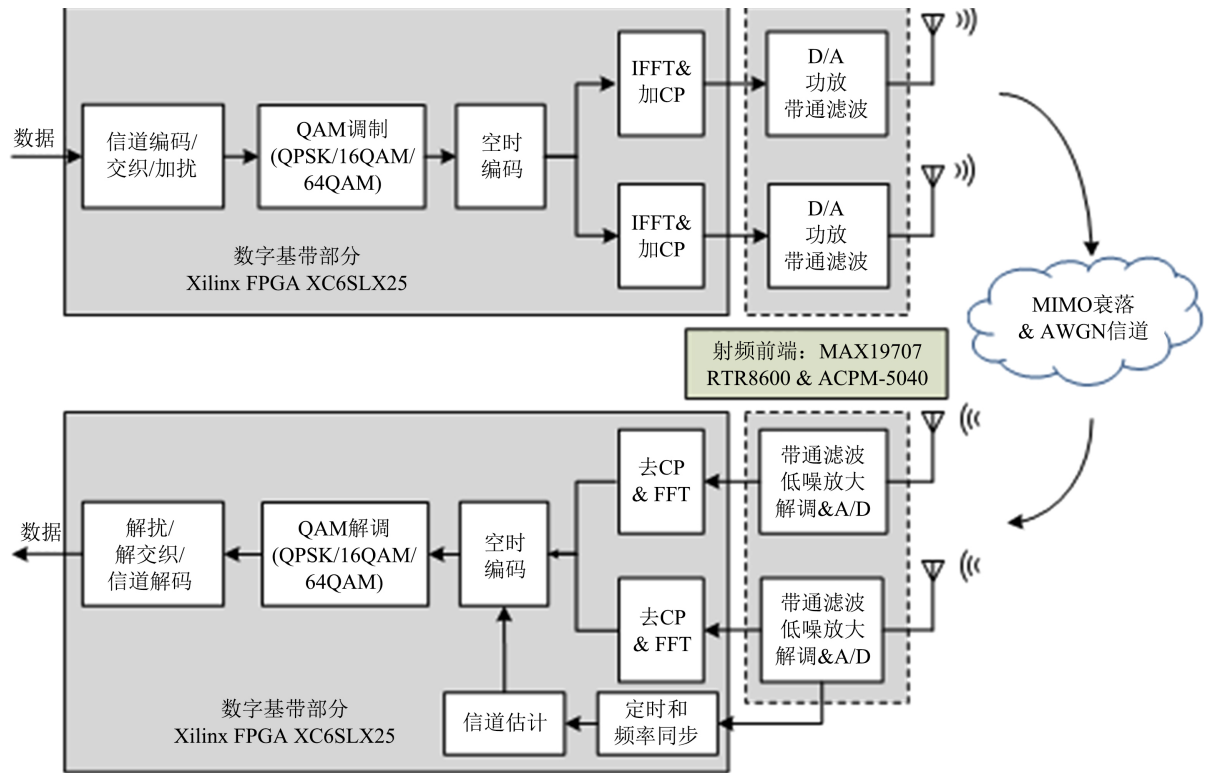 数据
信道编码/
交织/加扰
QAM调制
(QPSK/16QAM/
64QAM)
空时
编码
IFFT&
加CP
IFFT&
加CP
D/A
功放
带通滤波
D/A
功放
带通滤波
数字基带部分
Xilinx FPGA XC6SLX25
MIMO衰落
& AWGN信道
射频前端：MAX19707
RTR8600 & ACPM-5040
数据
解扰/
解交织/
信道解码
QAM解调
(QPSK/16QAM/
64QAM)
空时
编码
去CP
& FFT
去CP
& FFT
带通滤波
低噪放大
解调&A/D
带通滤波
低噪放大
解调&A/D
信道估计
定时和
频率同步
数字基带部分
Xilinx FPGA XC6SLX25